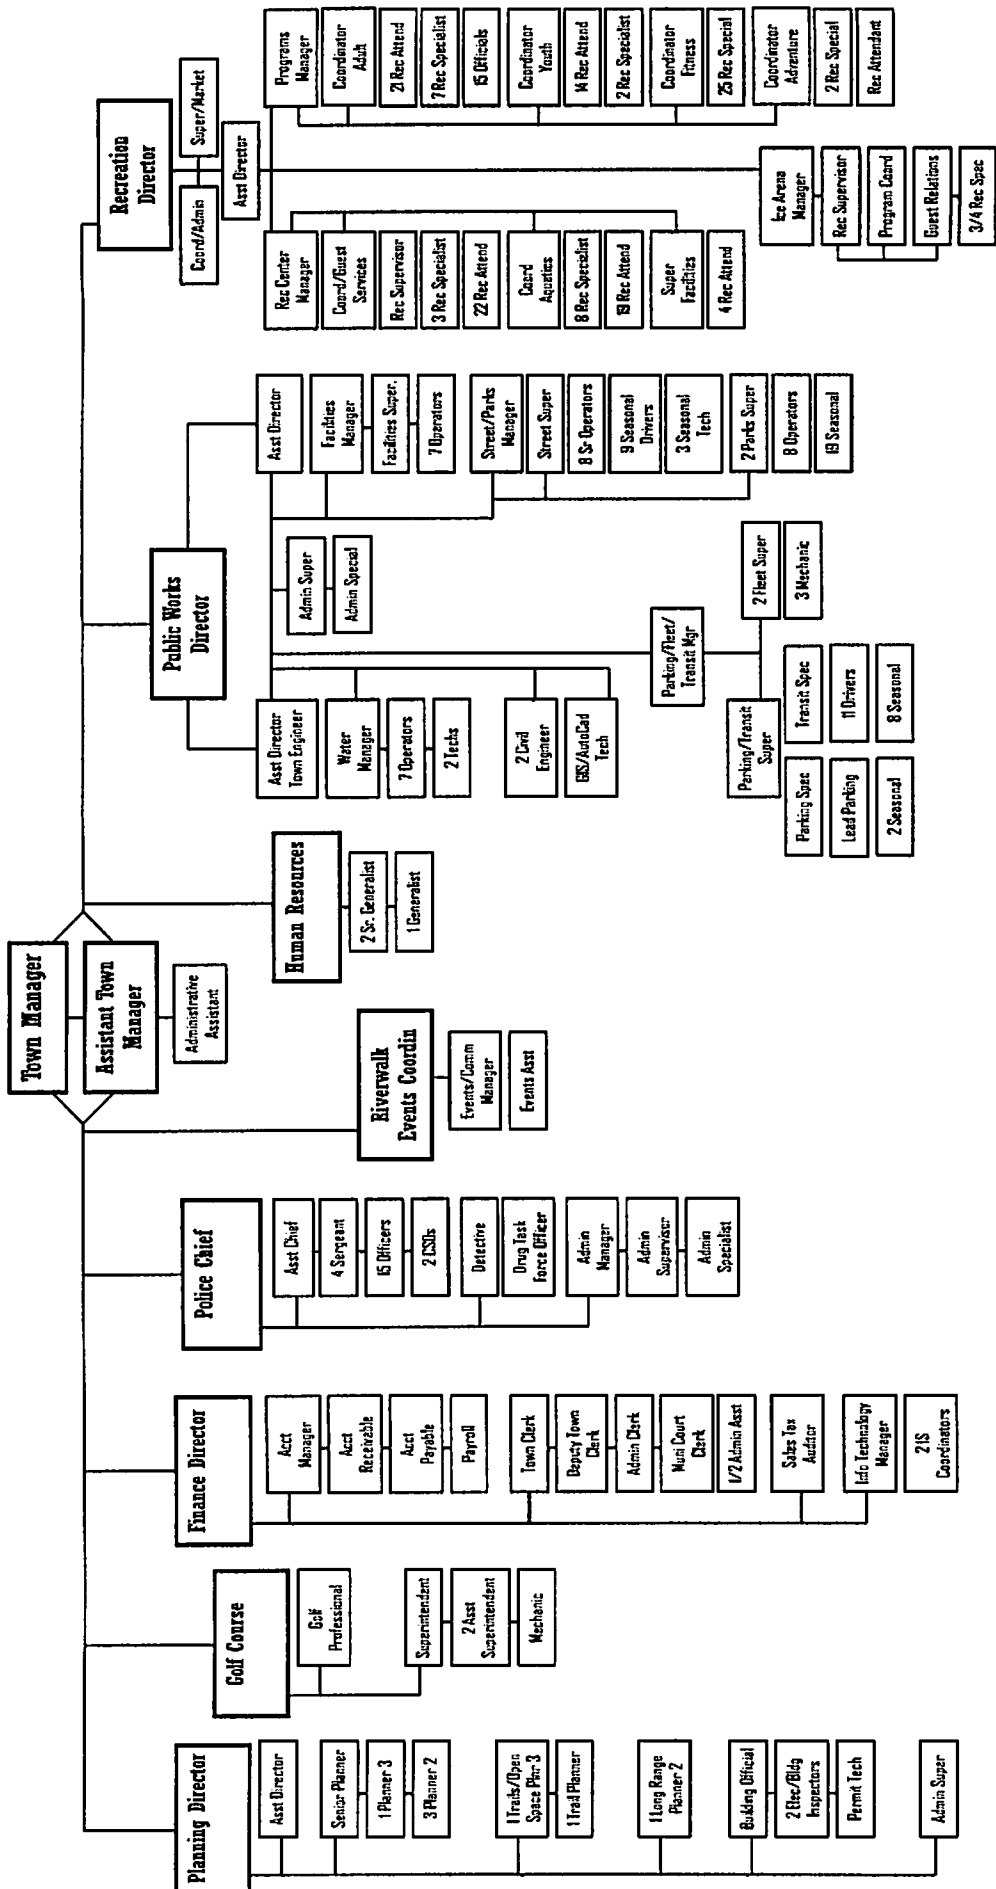 Town Manager
Assistant Town
Manager
Administrative
Assistant
Planning Director
Asst Director
Senior Planner
1 Planner 3
3 Planner 2
1 Trails/Open
Space Plnr 3
1 Trail Planner
1 Long Range
Planner 2
Building Official
2 Elec/Bldg
Inspectors
Permit Tech
Admin Super
Golf Course
Golf
Professional
Superintendent
2 Asst
Superintendent
Mechanic
Finance Director
Acct
Manager
Acct
Receivable
Acct
Payable
Payroll
Town Clerk
Deputy Town
Clerk
Admin Clerk
Muni Court
Clerk
1/2 Admin Asst
Sales Tax
Auditor
Info Technology
Manager
2 IS
Coordinators
Police Chief
Asst Chief
4 Sergeant
15 Officers
2 CSOs
Detective
Drug Task
Force Officer
Admin
Manager
Admin
Supervisor
Admin
Specialist
Riverwalk
Events Coordin
Events/Comm
Manager
Events Asst
Human Resources
2 Sr. Generalist
1 Generalist
Public Works
Director
Asst Director
Town Engineer
Water
Manager
7 Operators
2 Techs
2 Civil
Engineer
GIS/AutoCad
Tech
Admin Super
Admin Special
Parking/Fleet/
Transit Mgr
Parking/Transit
Super
Parking Spec
Lead Parking
2 Seasonal
Transit Spec
11 Drivers
8 Seasonal
2 Fleet Super
3 Mechanic
Asst Director
Facilities
Manager
Facilities Super.
7 Operators
Street/Parks
Manager
Street Super
8 Sr Operators
9 Seasonal
Drivers
3 Seasonal
Tech
2 Parks Super
8 Operators
19 Seasonal
Recreation
Director
Coord/Admin
Super/Market
Asst Director
Rec Center
Manager
Coord/Guest
Services
Rec Supervisor
3 Rec Specialist
22 Rec Attend
Coord
Aquatics
8 Rec Specialist
19 Rec Attend
Super
Facilities
4 Rec Attend
Ice Arena
Manager
Rec Supervisor
Program Coord
Guest Relations
3/4 Rec Spec
Programs
Manager
Coordinator
Adult
21 Rec Attend
7 Rec Specialist
15 Officials
Coordinator
Youth
14 Rec Attend
2 Rec Specialist
Coordinator
Fitness
25 Rec Special
Coordinator
Adventure
2 Rec Special
Rec Attendant